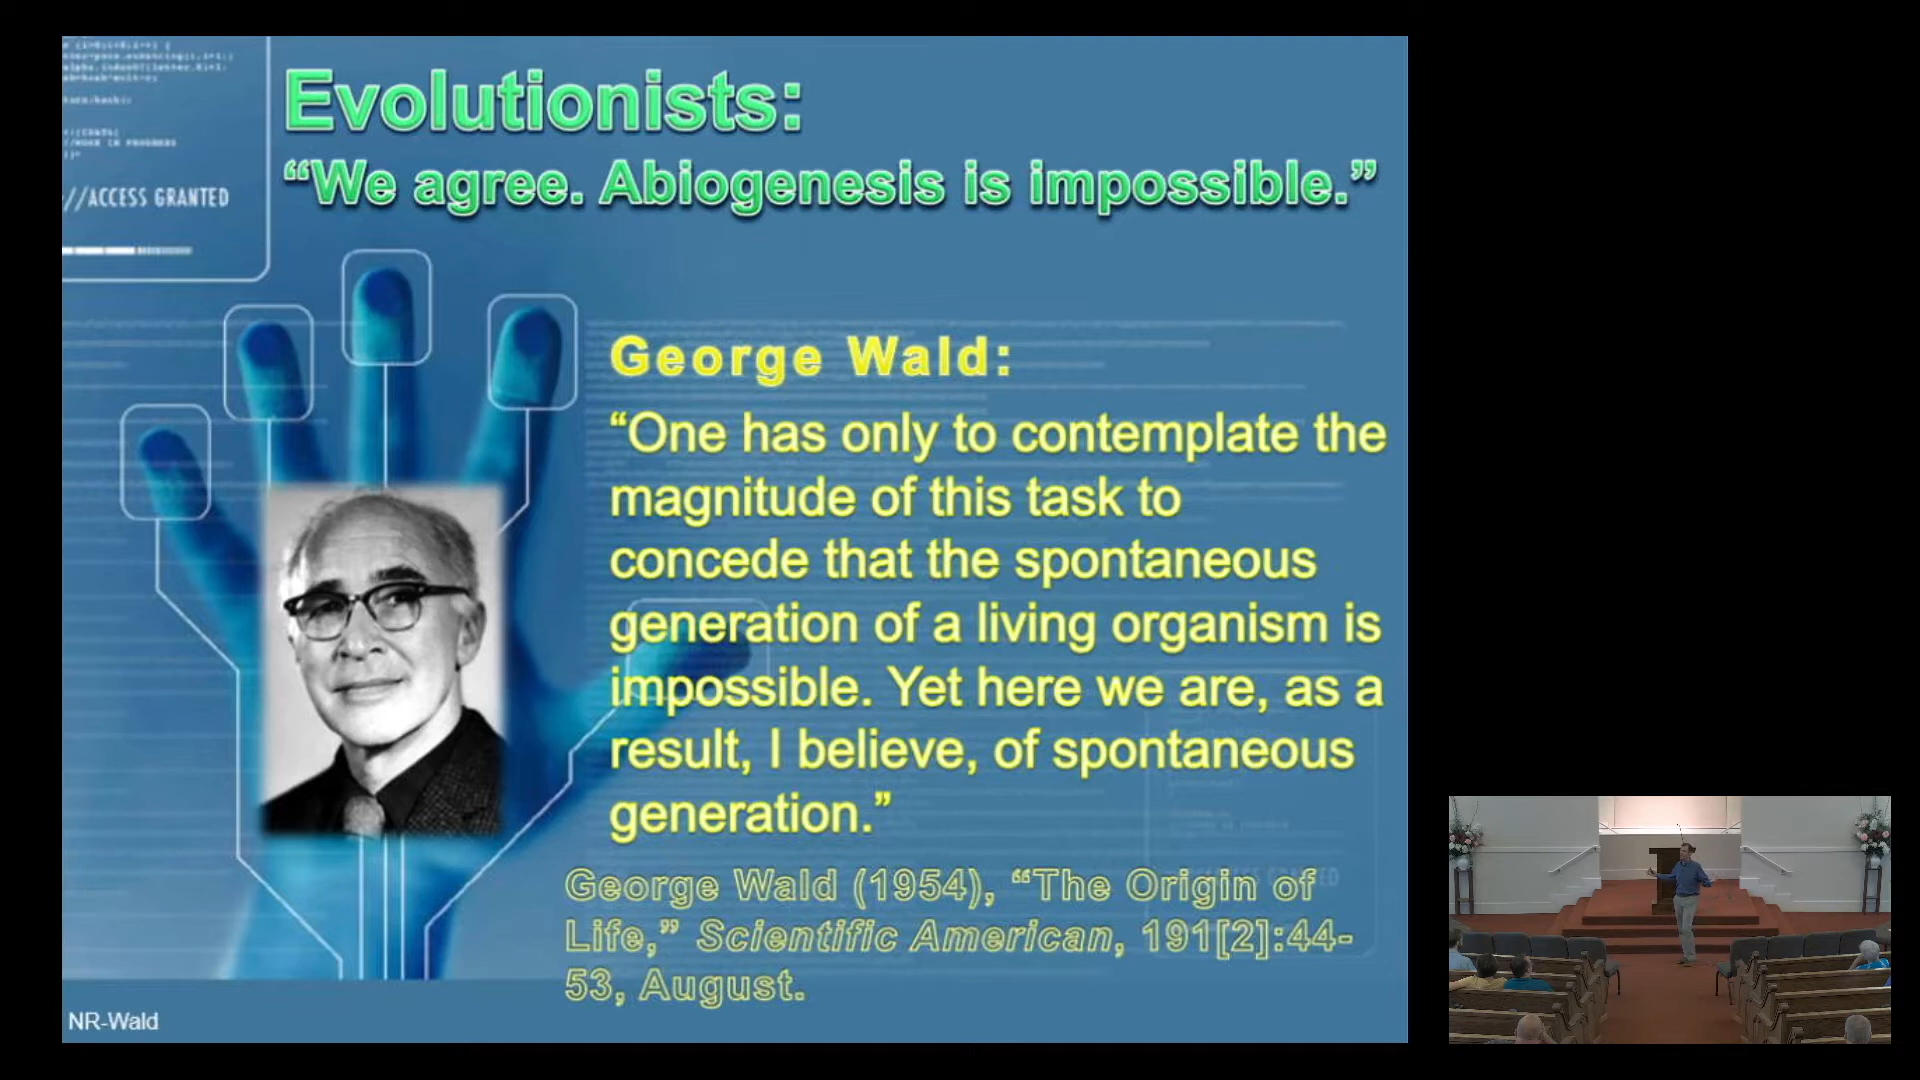 //ACCESS GRANTED
Evolutionists:
“We agree. Abiogenesis is impossible.”
George Wald:
“One has only to contemplate the
magnitude of this task to
concede that the spontaneous
generation of a living organism is
impossible. Yet here we are, as a
result, I believe, of spontaneous
generation.”
George Wald (1954), “The Origin of
Life,” Scientific American, 191[2]:44-
53, August.
NR-Wald